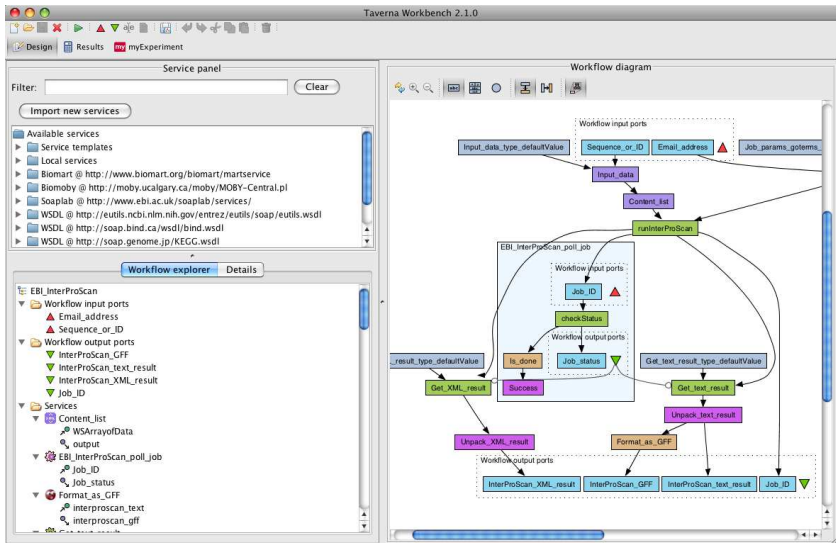 Taverna Workbench 2.1.0
Design Results my myExperiment
Service panel
Filter: Clear
Import new services
Available services
Service templates
Local services
Biomart @ http://www.biomart.org/biomart/martservice
Biomoby @ http://moby.ucalgary.ca/moby/MOBY-Central.pl
Soaplab @ http://www.ebi.ac.uk/soaplab/services/
WSDL @ http://eutils.ncbi.nlm.nih.gov/entrez/eutils/soap/eutils.wsdl
WSDL @ http://soap.bind.ca/wsdl/bind.wsdl
WSDL @ http://soap.genome.jp/KEGG.wsdl
Workflow explorer Details
EBI_InterProScan
Workflow input ports
Email_address
Sequence_or_ID
Workflow output ports
InterProScan_GFF
InterProScan_text_result
InterProScan_XML_result
Job_ID
Services
Content_list
WSArrayofData
output
EBI_InterProScan_poll_job
Job_ID
Job_status
Format_as_GFF
interproscan_text
interproscan_gff
Workflow diagram
abc
Workflow input ports
Input_data_type_defaultValue Sequence_or_ID Email_address Job_params_goterms_
Input_data
Content_list
runInterProScan
EBI_InterProScan_poll_job
Workflow input ports
Job_ID
checkStatus
Workflow output ports
_result_type_defaultValue Is_done Job_status Get_text_result_type_defaultValue
Get_XML_result Success Get_text_result
Unpack_text_result
Unpack_XML_result Format_as_GFF
Workflow output ports
InterProScan_XML_result InterProScan_GFF InterProScan_text_result Job_ID